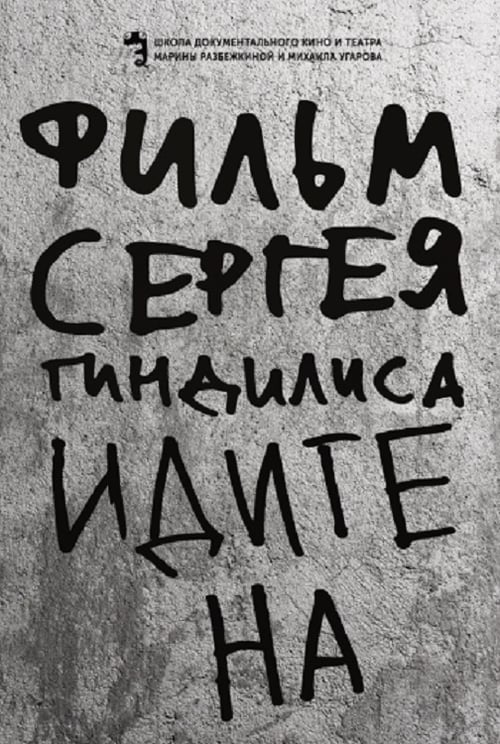 ШКОЛА ДОКУМЕНТАЛЬНОГО КИНО И ТЕАТРА
МАРИНЫ РАЗБЕЖКИНОЙ И МИХАИЛА УГАРОВА
ФИЛЬМ
СЕРГЕЯ
ГИНДИЛИСА
ИДИТЕ
НА